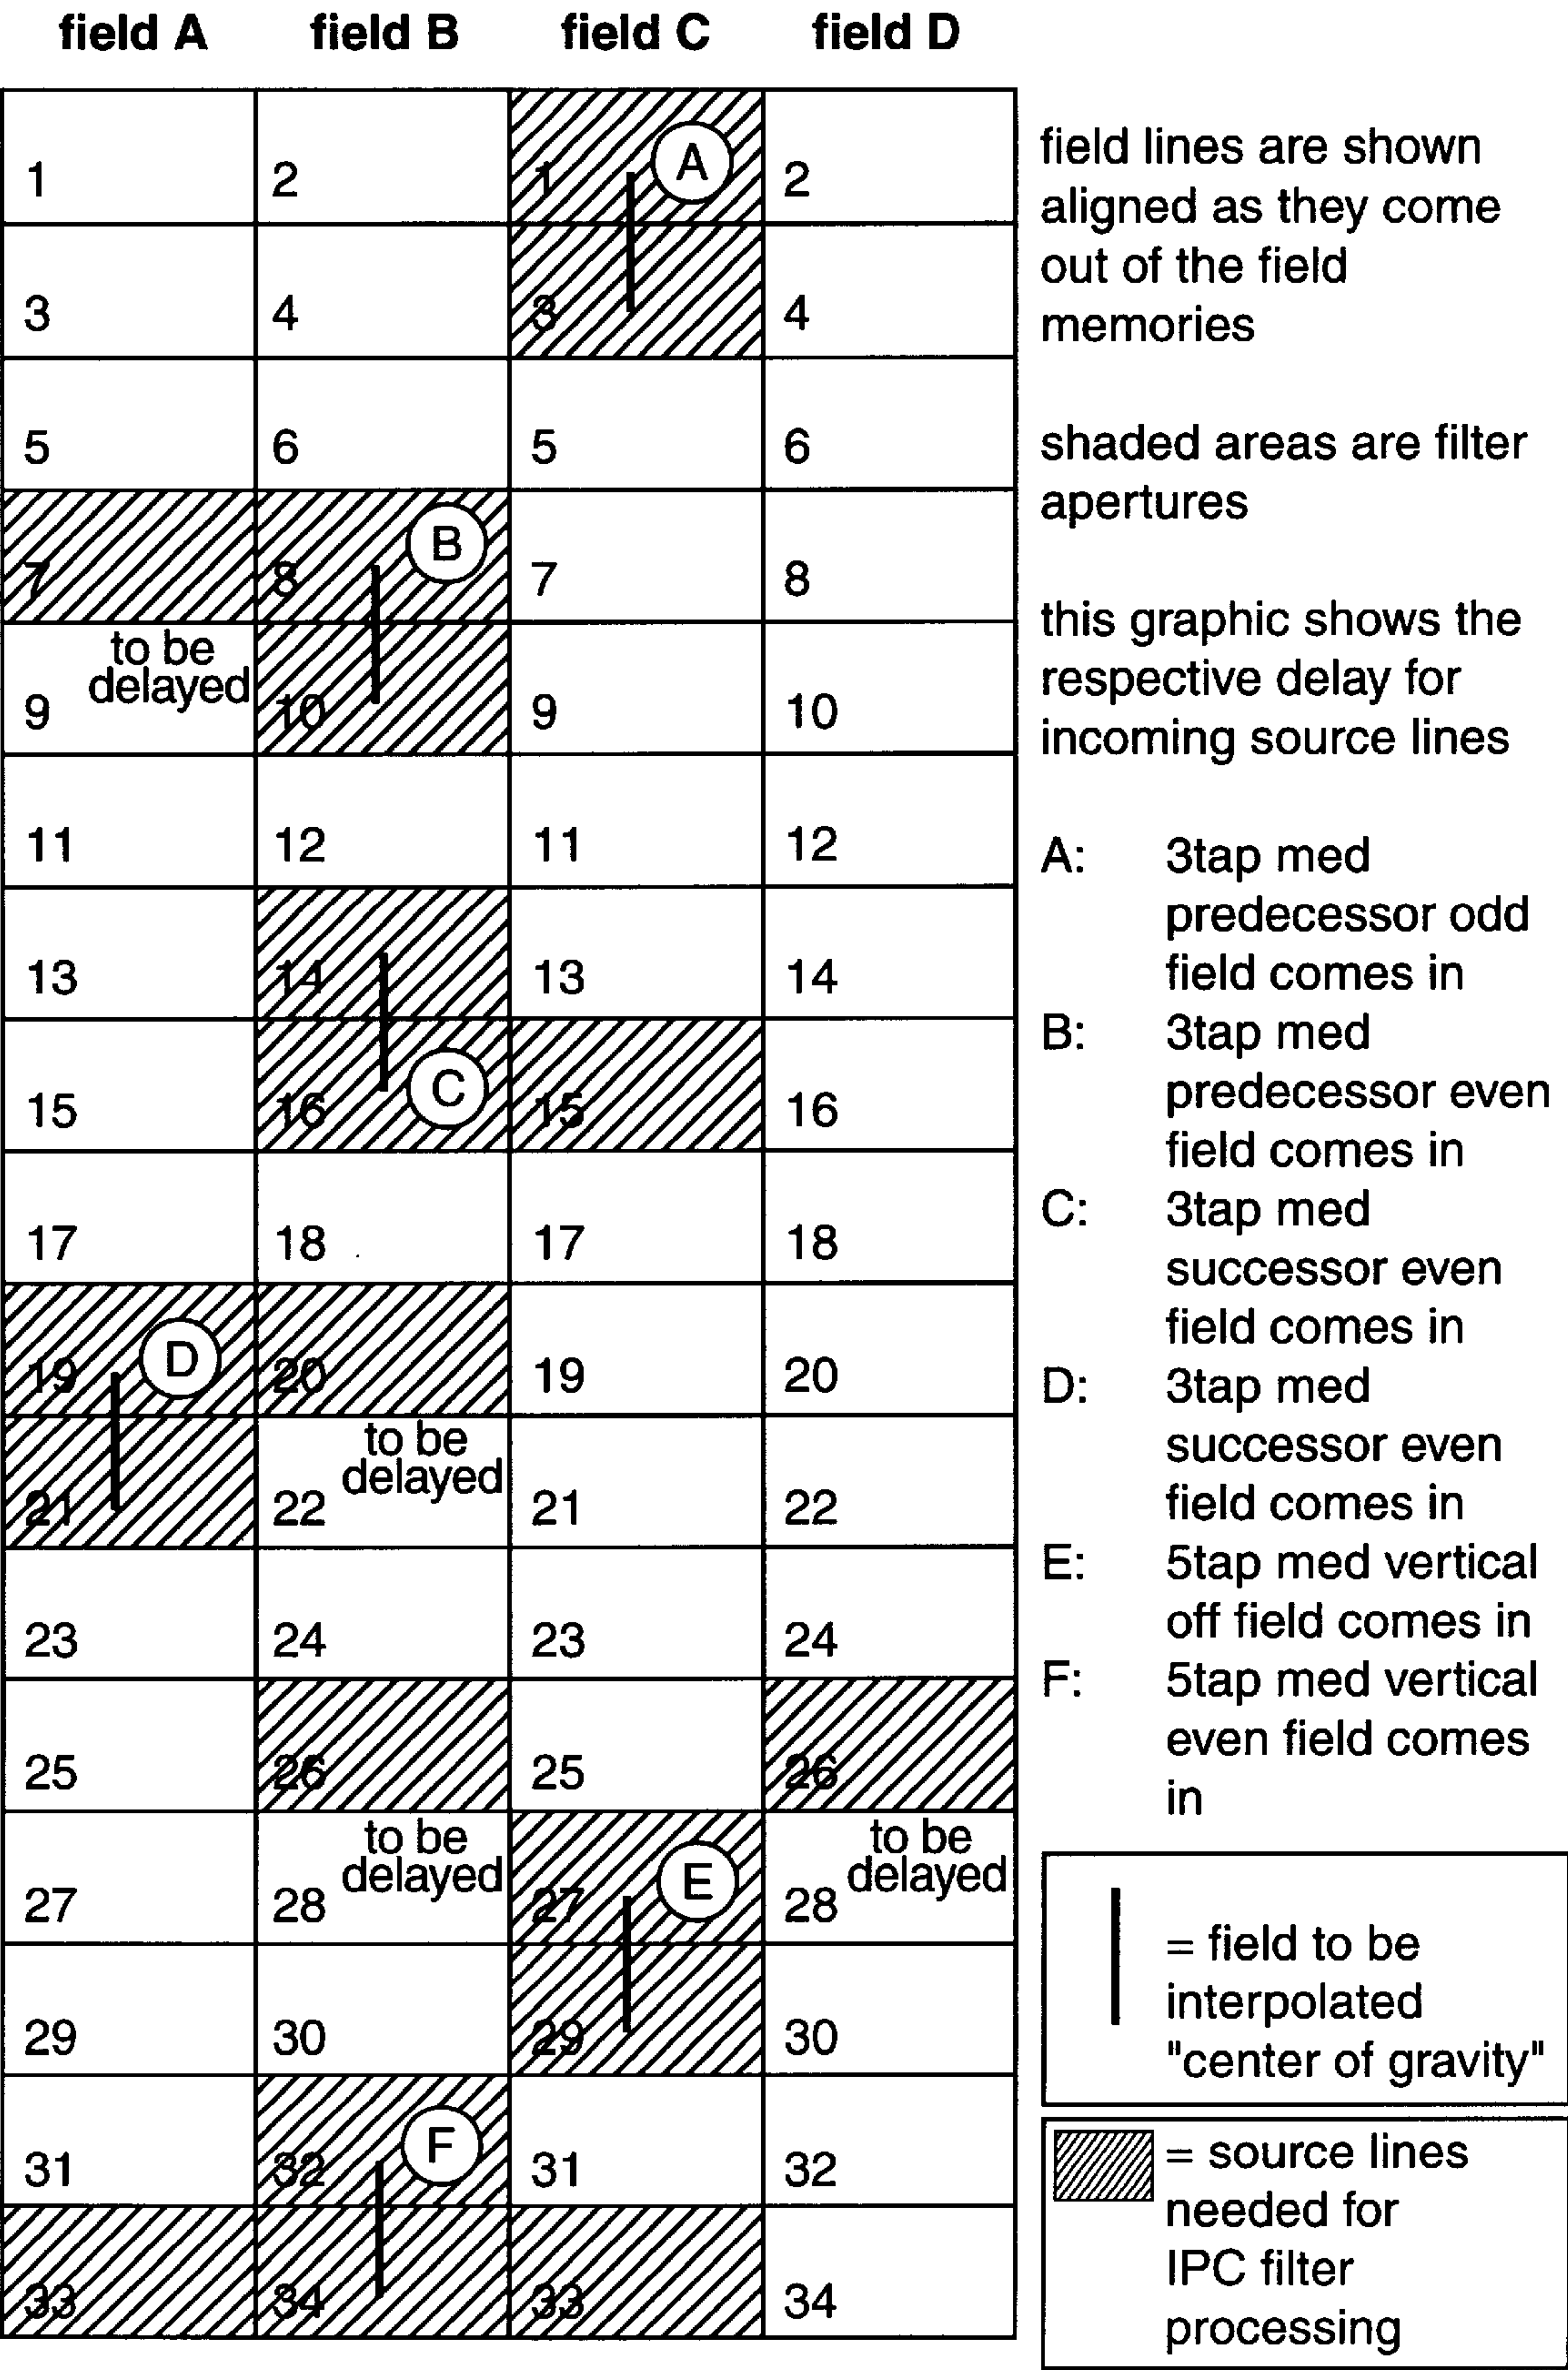 field A field B field C field D
1 2 1 A 2
3 4 3 4
5 6 5 6
7 8 B 7 8
to be
delayed
9 10 9 10
11 12 11 12
13 14 13 14
15 16 C 15 16
17 18 17 18
19 D 20 19 20
to be
delayed
21 22 21 22
23 24 23 24
25 26 25 26
to be
delayed
to be
delayed
27 28 27 E 28
29 30 29 30
31 32 F 31 32
33 34 33 34
field lines are shown
aligned as they come
out of the field
memories
shaded areas are filter
apertures
this graphic shows the
respective delay for
incoming source lines
A: 3tap med
predecessor odd
field comes in
B: 3tap med
predecessor even
field comes in
C: 3tap med
successor even
field comes in
D: 3tap med
successor even
field comes in
E: 5tap med vertical
off field comes in
F: 5tap med vertical
even field comes
in
= field to be
interpolated
"center of gravity"
= source lines
needed for
IPC filter
processing